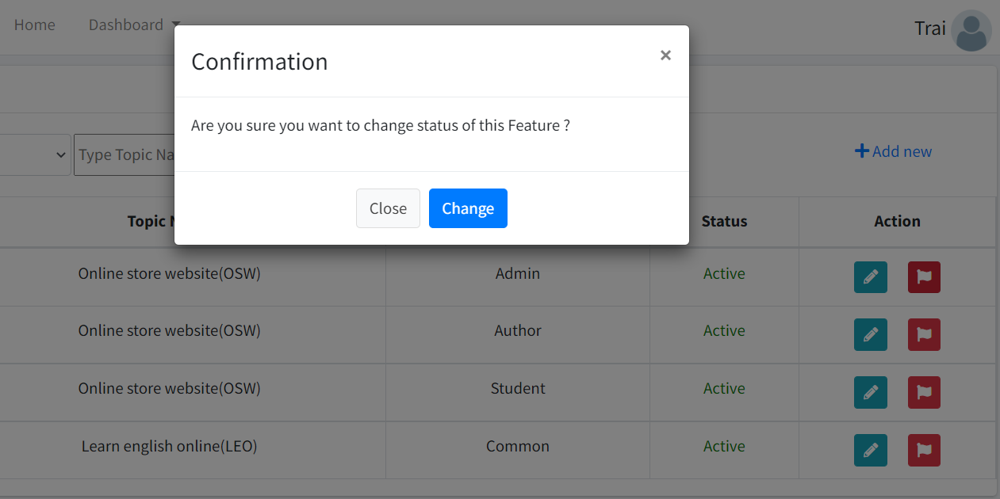 Home Dashboard Trai
Confirmation ×
Are you sure you want to change status of this Feature ?
Type Topic Na
Add new
Close Change
Topic Status Action
Online store website(OSW) Admin Active
Online store website(OSW) Author Active
Online store website(OSW) Student Active
Learn english online(LEO) Common Active